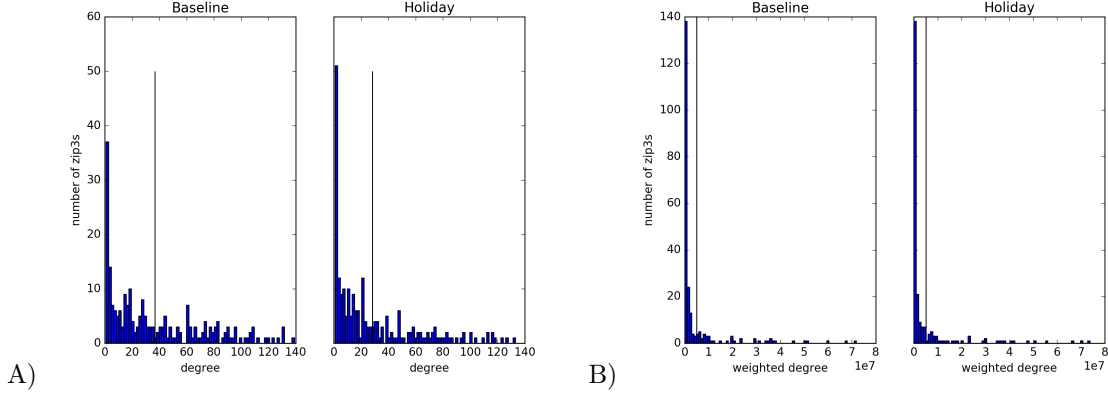 Baseline
Holiday
Baseline
Holiday
60
50
40
30
20
10
0
number of zip3s
0 20 40 60 80 100 120 140
degree
0 20 40 60 80 100 120 140
degree
140
120
100
80
60
40
20
0
number of zip3s
0 1 2 3 4 5 6 7 8
1e7
weighted degree
0 1 2 3 4 5 6 7 8
1e7
weighted degree
A)
B)